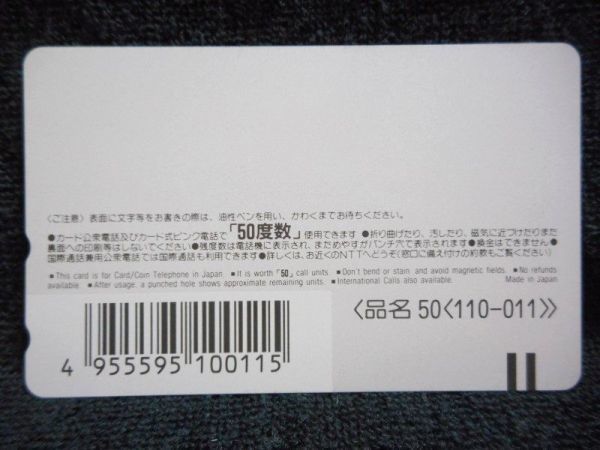 〈ご注意〉表面に文字等をお書きの際は、油性ペンを用い、かわくまでお待ちください。
●カード公衆電話及びカード式ピンク電話で「50度数」使用できます●折り曲げたり、汚したり、磁気に近づけたりまた
裏面への印刷等はしないでください●残度数は電話機に表示され、まためやすがパンチ穴で表示されます●換金はできません●
国際通話兼用公衆電話では国際通話も利用できます●詳しくは、お近くのNTTへどうぞ(窓口に備え付けの約款もご覧ください)
■This card is for Card/Coin Telephone in Japan ■It is worth「50」call units. ■Don't bend or stain, and avoid magnetic fields. ■No refunds
available. ■After usage, a punched hole shows approximate remaining units. ■International Calls also available. Made in Japan
〈品名 50〈110-011〉〉
4 955595 100115